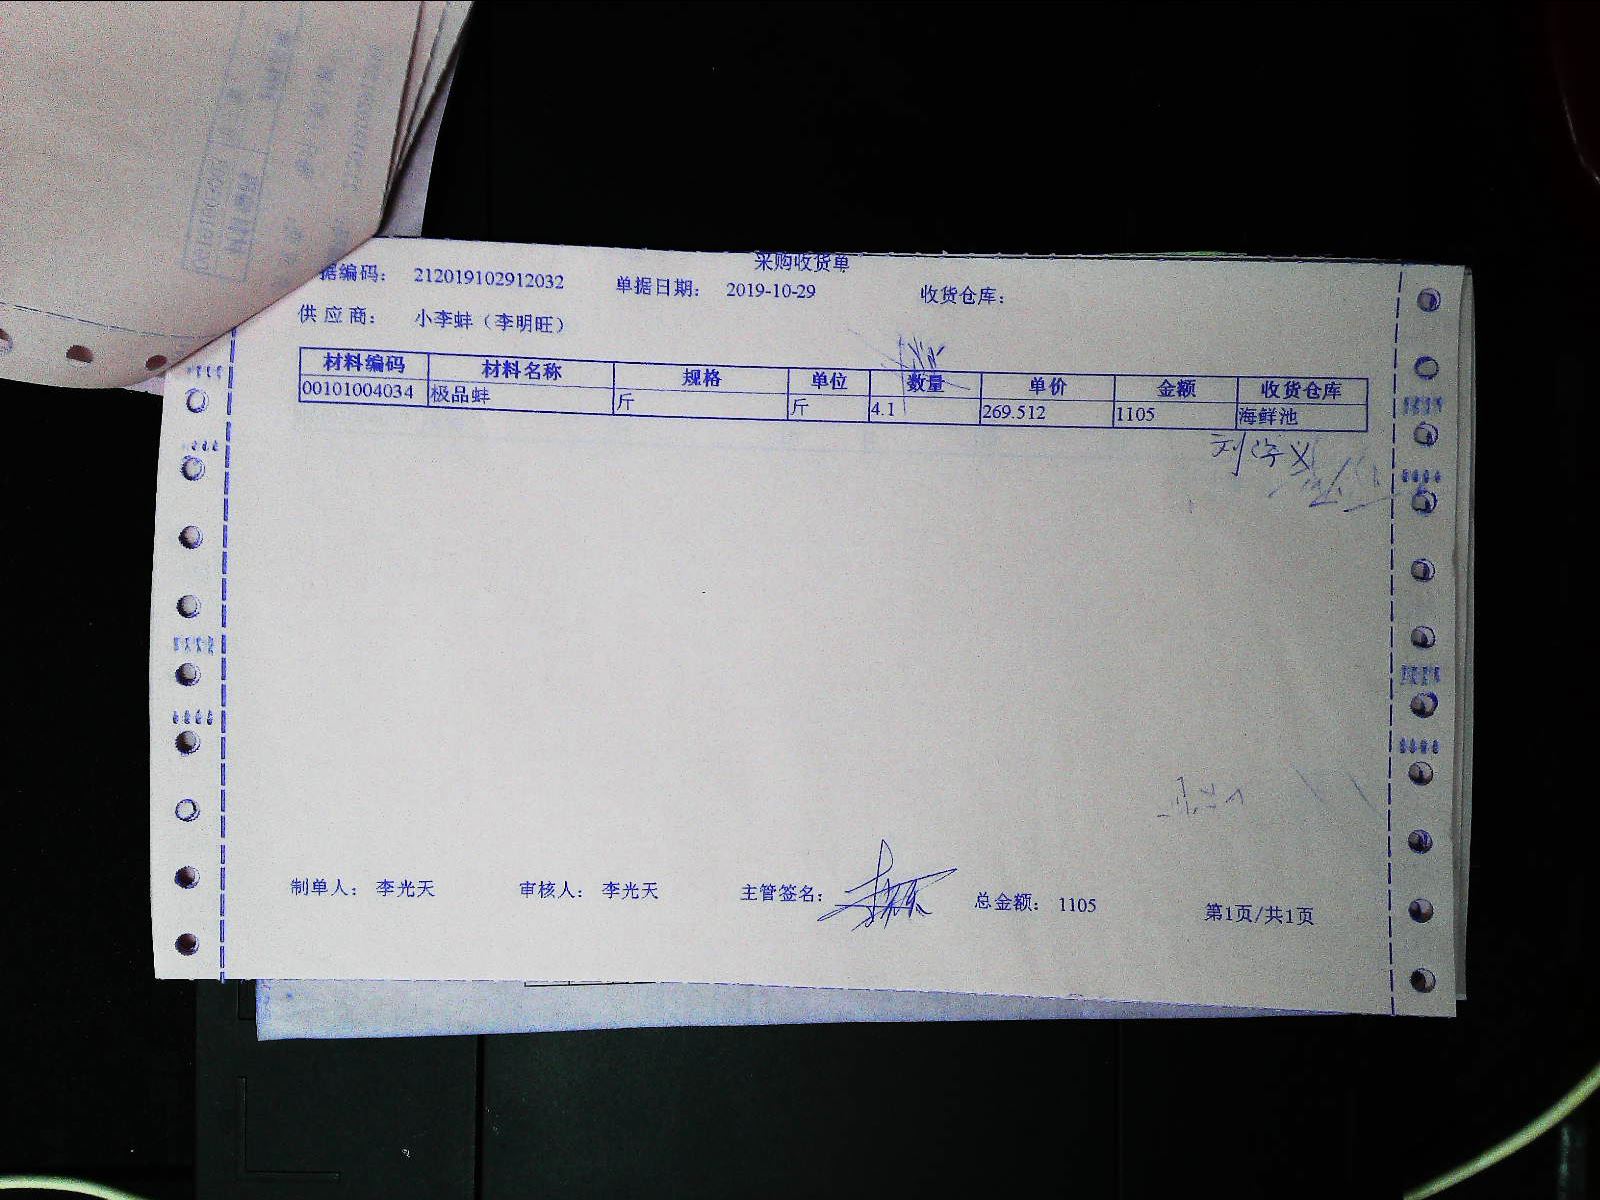 采购收货单
据编码: 212019102912032 单据日期: 2019-10-29 收货仓库:
供应商: 小李蚌（李明旺）
材料编码 材料名称 规格 单位 数量 单价 金额 收货仓库
00101004034 极品蚌 斤 斤 4.1 269.512 1105 海鲜池
制单人: 李光天 审核人: 李光天 主管签名: 总金额: 1105 第1页/共1页